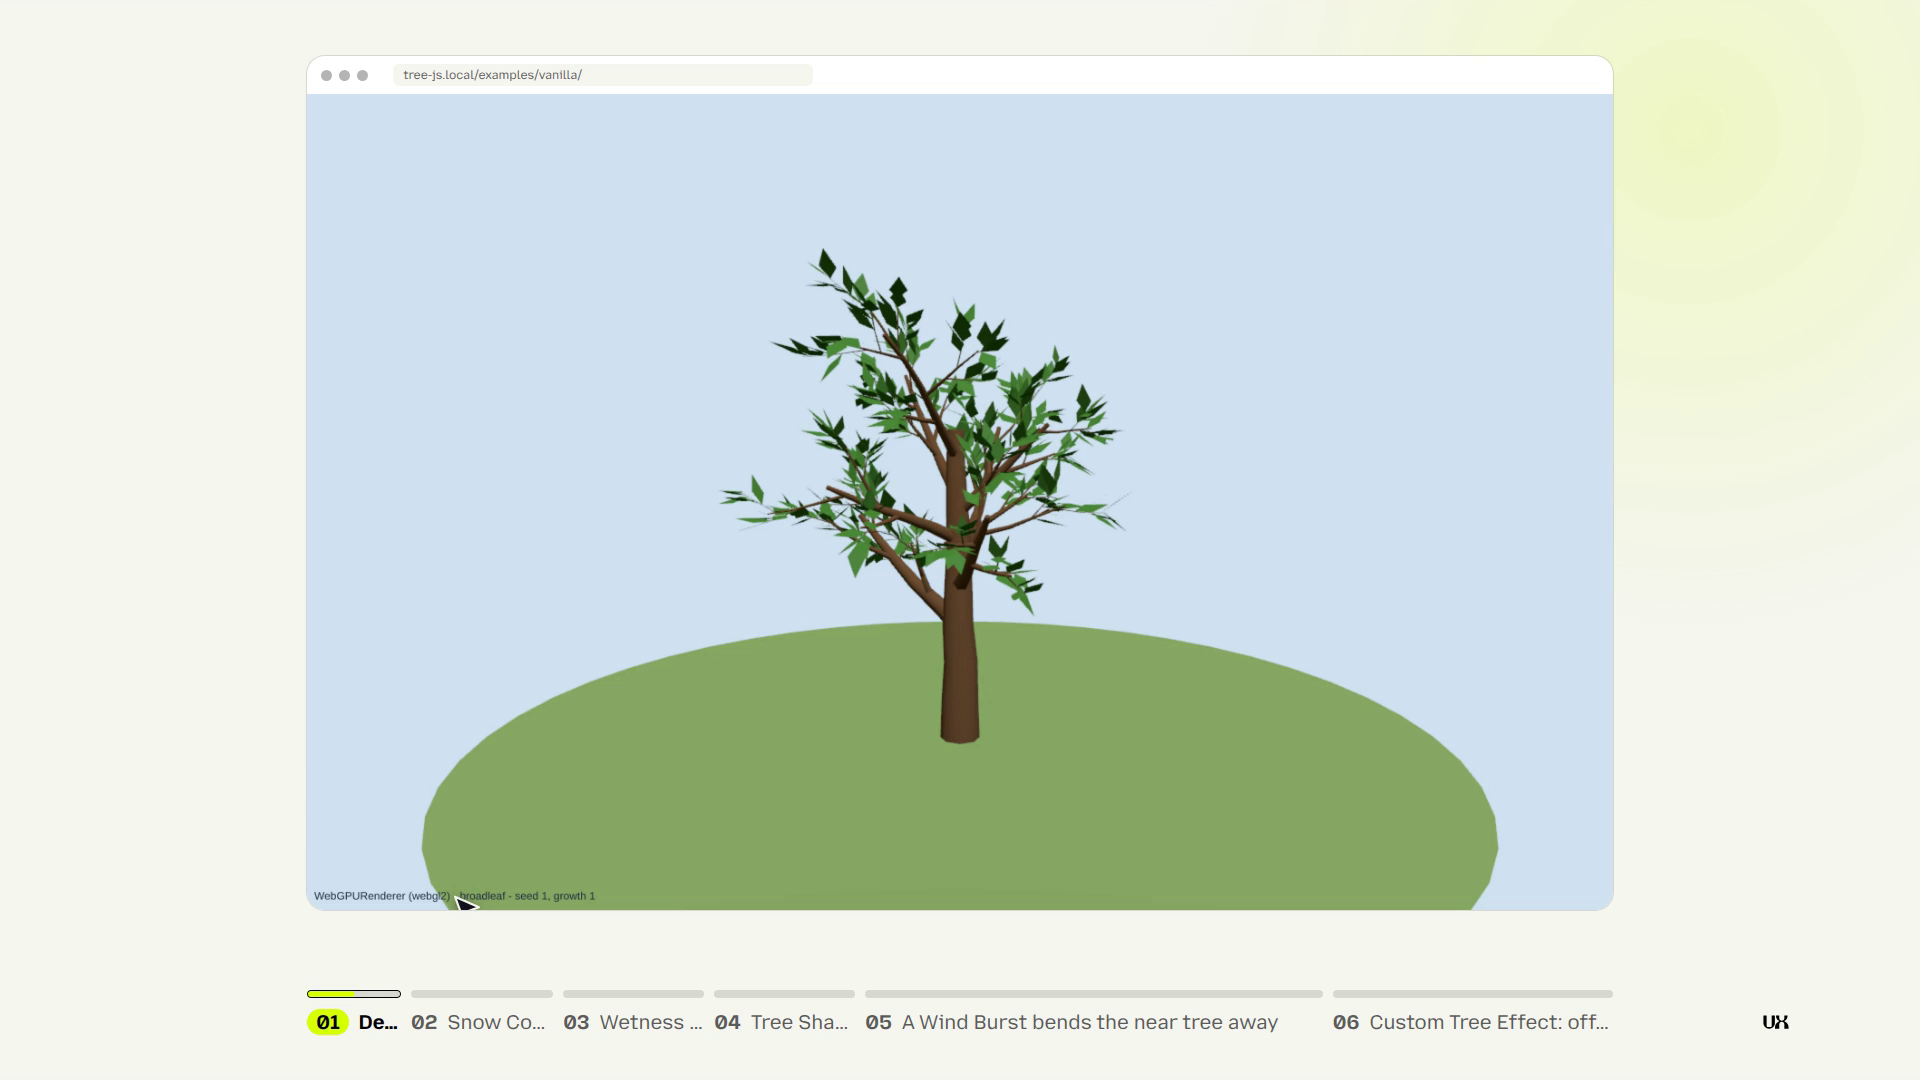 tree-js.local/examples/vanilla/
WebGPURenderer (webgl2) - broadleaf - seed 1, growth 1
01 De...
02 Snow Co...
03 Wetness ...
04 Tree Sha...
05 A Wind Burst bends the near tree away
06 Custom Tree Effect: off...
UX